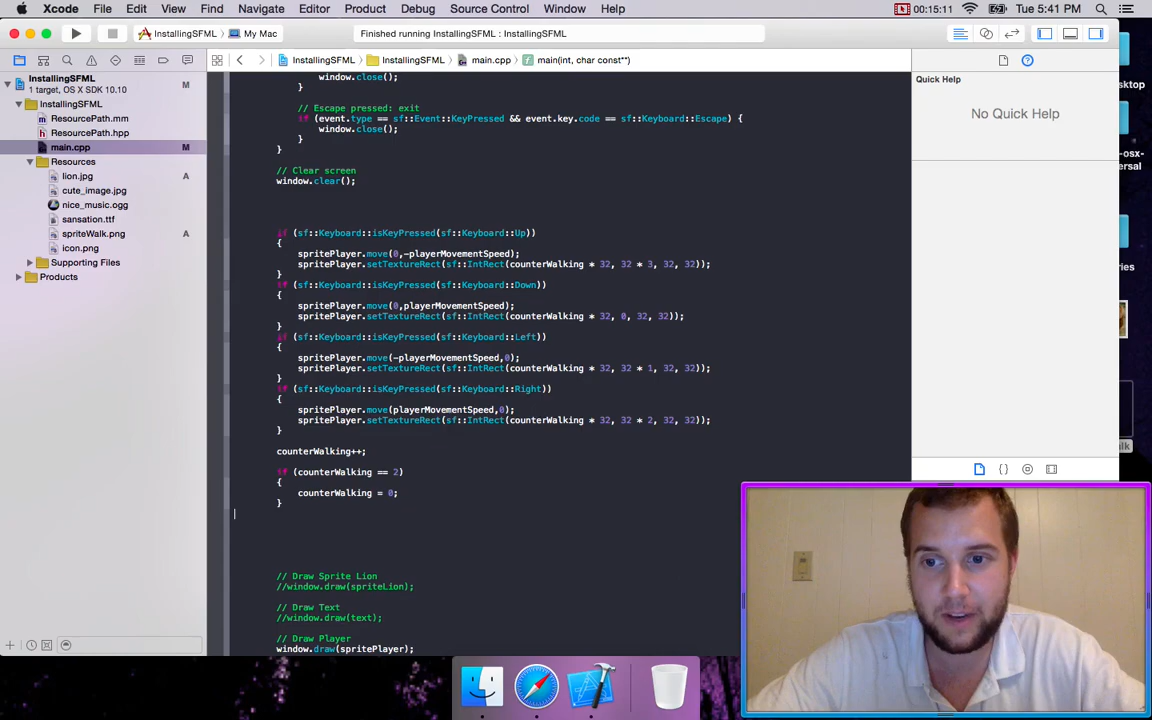 Xcode File Edit View Find Navigate Editor Product Debug Source Control Window Help 00:15:11 Tue 5:41 PM
InstallingSFML My Mac Finished running InstallingSFML : InstallingSFML
InstallingSFML InstallingSFML main.cpp main(int, char const**)
InstallingSFML M
1 target, OS X SDK 10.10
InstallingSFML
ResourcePath.mm
ResourcePath.hpp
main.cpp M
Resources
lion.jpg A
cute_image.jpg
nice_music.ogg
sansation.ttf
spriteWalk.png A
icon.png
Supporting Files
Products
window.close();
}
// Escape pressed: exit
if (event.type == sf::Event::KeyPressed && event.key.code == sf::Keyboard::Escape) {
window.close();
}
}
// Clear screen
window.clear();
if (sf::Keyboard::isKeyPressed(sf::Keyboard::Up))
{
spritePlayer.move(0,-playerMovementSpeed);
spritePlayer.setTextureRect(sf::IntRect(counterWalking * 32, 32 * 3, 32, 32));
}
if (sf::Keyboard::isKeyPressed(sf::Keyboard::Down))
{
spritePlayer.move(0,playerMovementSpeed);
spritePlayer.setTextureRect(sf::IntRect(counterWalking * 32, 0, 32, 32));
}
if (sf::Keyboard::isKeyPressed(sf::Keyboard::Left))
{
spritePlayer.move(-playerMovementSpeed,0);
spritePlayer.setTextureRect(sf::IntRect(counterWalking * 32, 32 * 1, 32, 32));
}
if (sf::Keyboard::isKeyPressed(sf::Keyboard::Right))
{
spritePlayer.move(playerMovementSpeed,0);
spritePlayer.setTextureRect(sf::IntRect(counterWalking * 32, 32 * 2, 32, 32));
}
counterWalking++;
if (counterWalking == 2)
{
counterWalking = 0;
}
// Draw Sprite Lion
//window.draw(spriteLion);
// Draw Text
//window.draw(text);
// Draw Player
window.draw(spritePlayer);
Quick Help
No Quick Help
sktop
-osx-
ersal
ries
alk